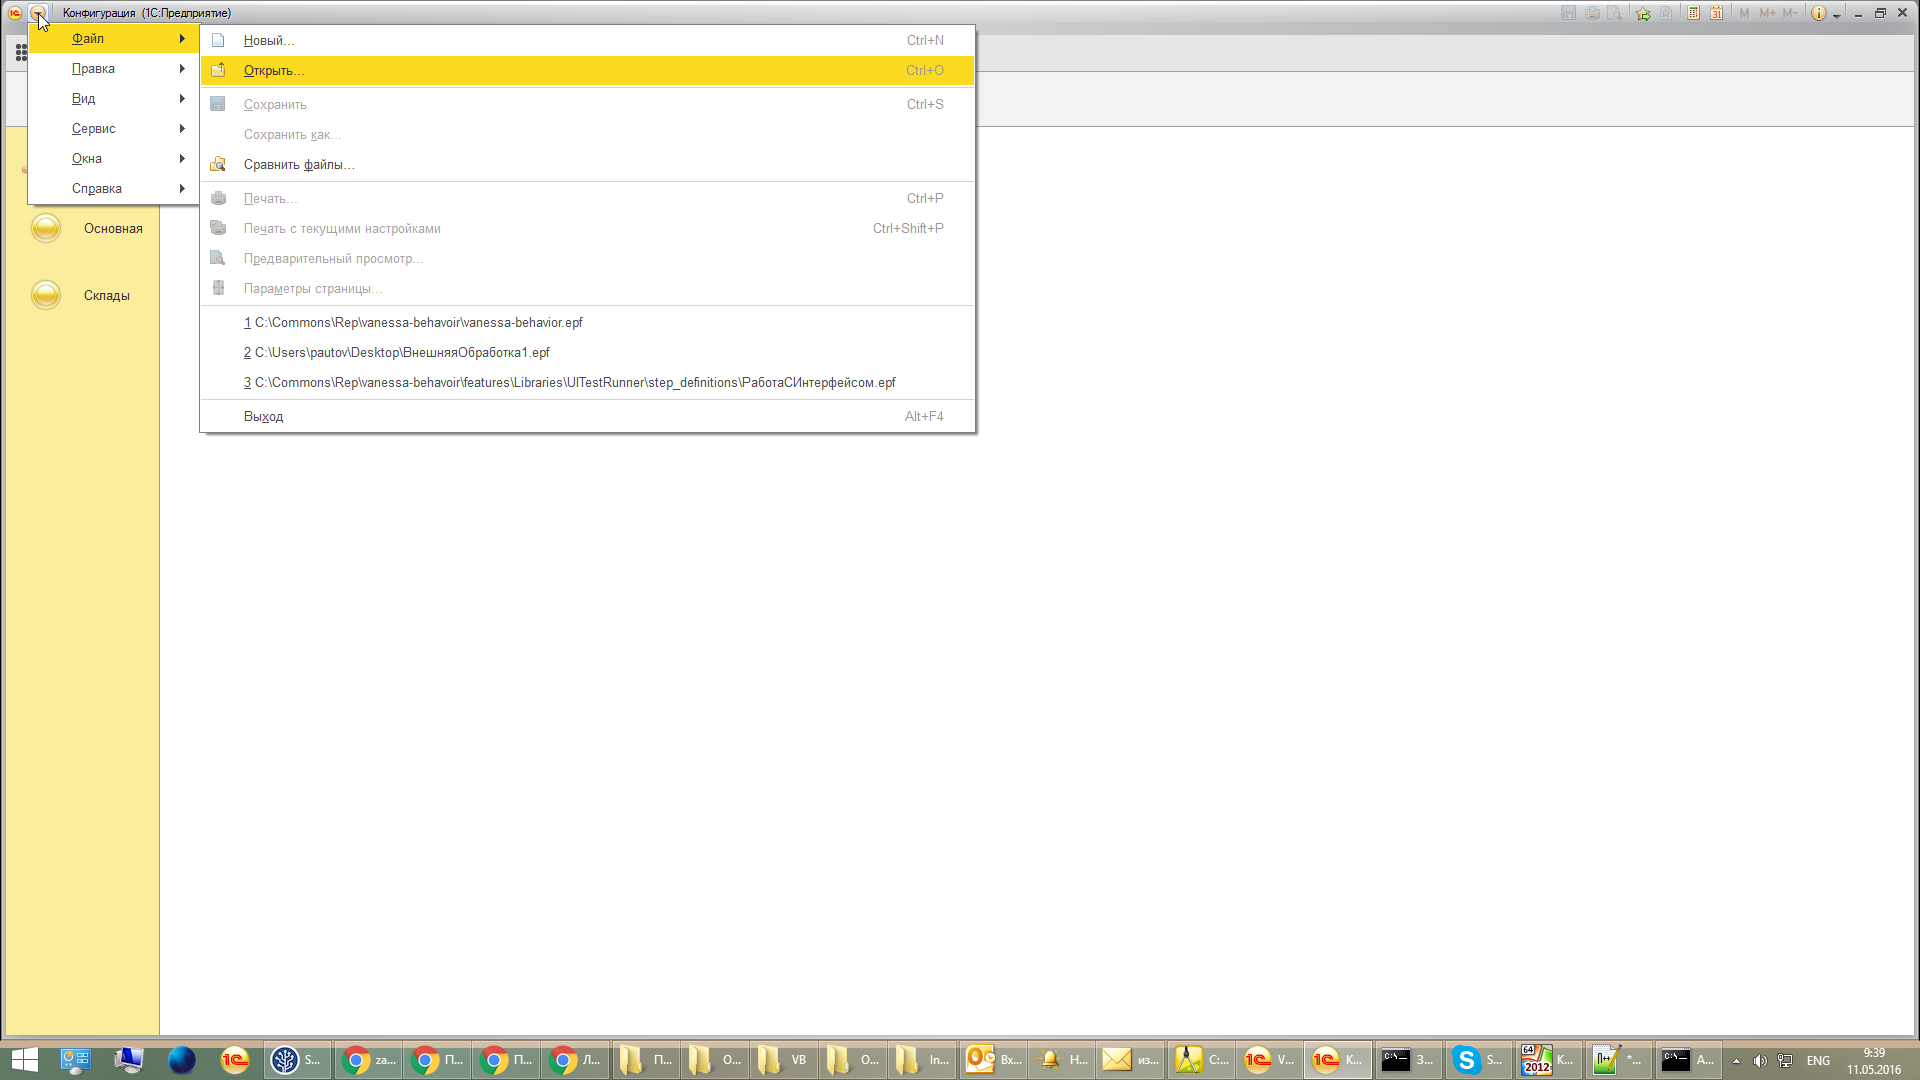 Конфигурация (1С:Предприятие)
31
M M+ M-
Файл
Правка
Вид
Сервис
Окна
Справка
Новый... Ctrl+N
Открыть... Ctrl+O
Сохранить Ctrl+S
Сохранить как...
Сравнить файлы...
Печать... Ctrl+P
Печать с текущими настройками Ctrl+Shift+P
Предварительный просмотр...
Параметры страницы...
1 C:\Commons\Rep\vanessa-behavoir\vanessa-behavior.epf
2 C:\Users\pautov\Desktop\ВнешняяОбработка1.epf
3 C:\Commons\Rep\vanessa-behavoir\features\Libraries\UITestRunner\step_definitions\РаботаСИнтерфейсом.epf
Выход Alt+F4
Основная
Склады
S... za... П... П... Л... П... О... VB О... In... Вх... Н... из... C:... V... К... З... S... 64 2012 К... *... А... ENG
9:39
11.05.2016